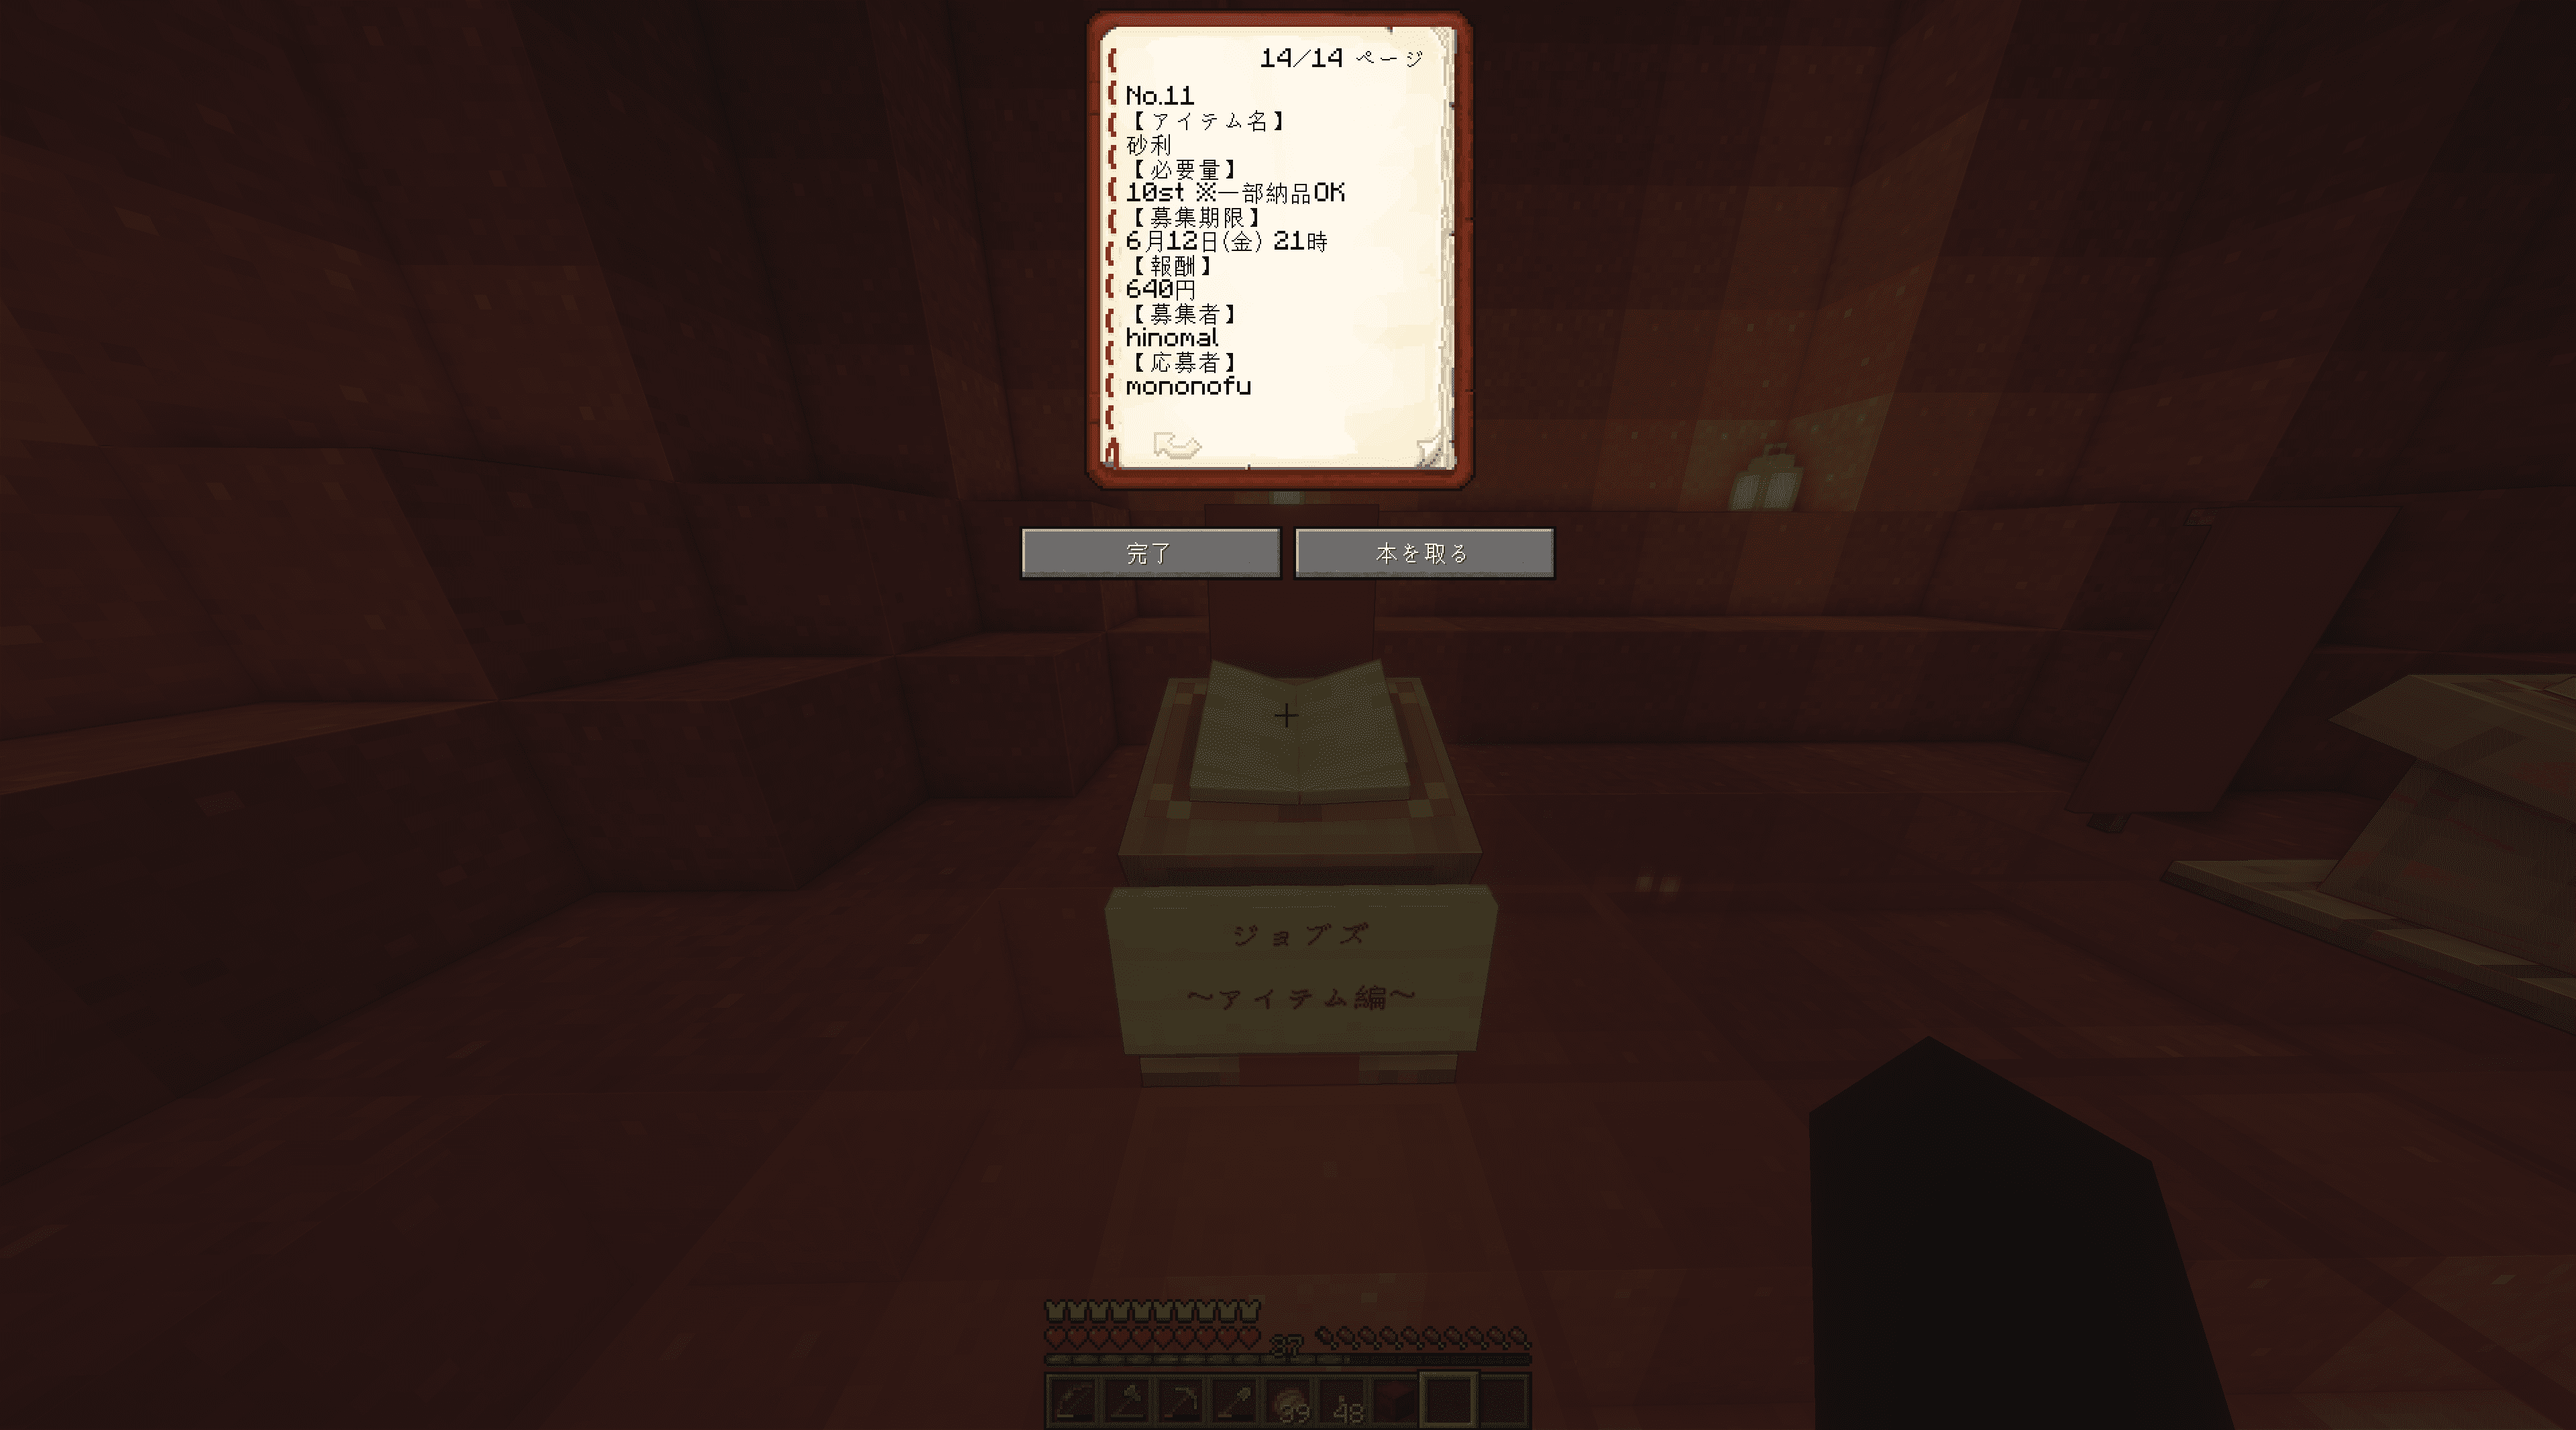 14/14 ページ
No.11
【アイテム名】
砂利
【必要量】
10st ※一部納品OK
【募集期限】
6月12日(金) 21時
【報酬】
640円
【募集者】
hinomal
【応募者】
mononofu
完了
本を取る
ジョブズ
～アイテム編～
87
99
48